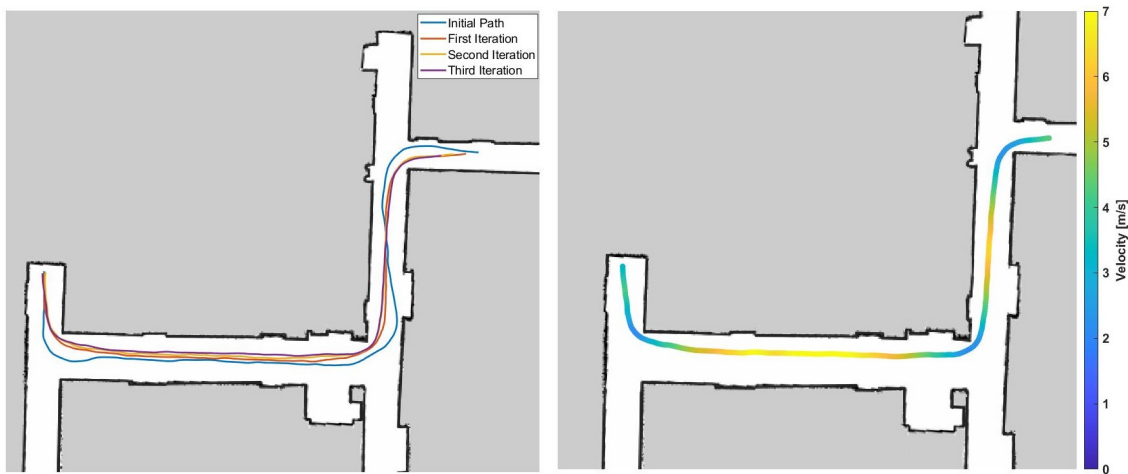 Initial Path
First Iteration
Second Iteration
Third Iteration
7
6
5
4
3
2
1
0
Velocity [m/s]